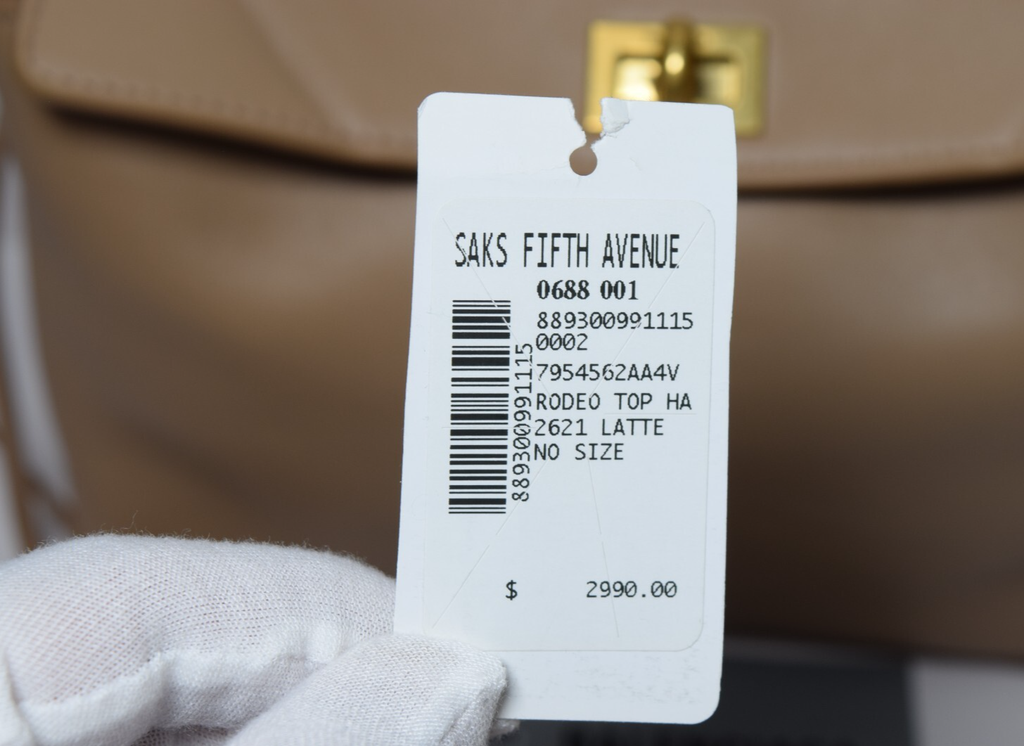 SAKS FIFTH AVENUE
0688 001
889300991115
0002
889300991115
7954562AA4V
RODEO TOP HA
2621 LATTE
NO SIZE
$ 2990.00